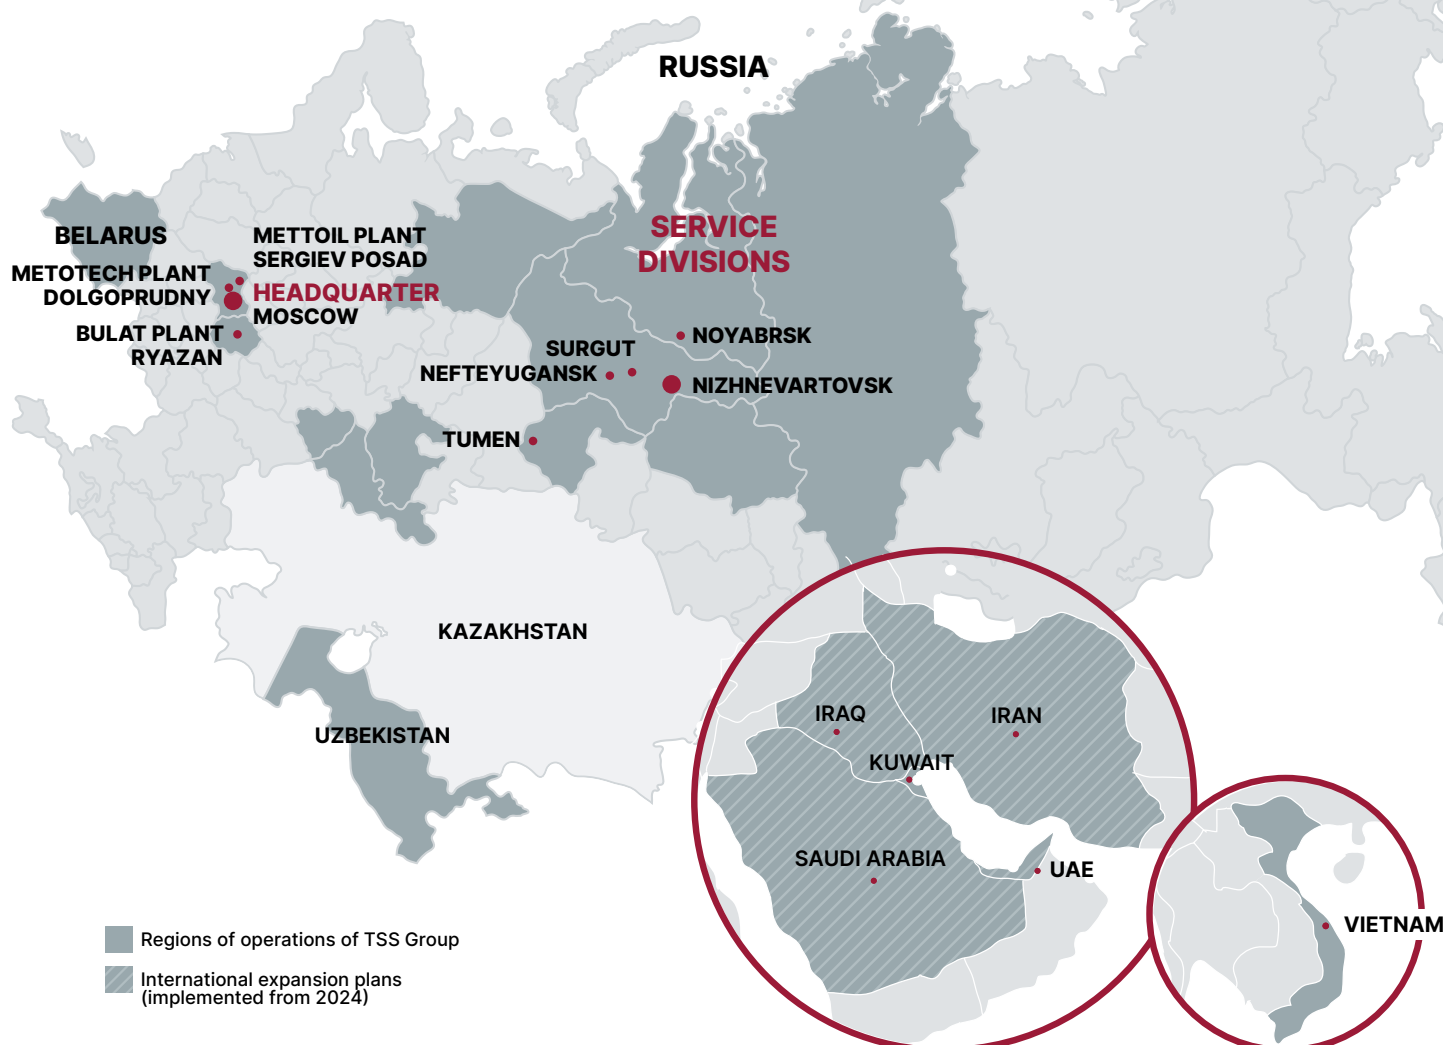 RUSSIA
SERVICE
DIVISIONS
BELARUS
METTOIL PLANT
SERGIEV POSAD
METOTECH PLANT
DOLGOPRUDNY
HEADQUARTER
MOSCOW
BULAT PLANT
RYAZAN
NOYABRSK
SURGUT
NEFTEYUGANSK
NIZHNEVARTOVSK
TUMEN
KAZAKHSTAN
UZBEKISTAN
IRAQ
IRAN
KUWAIT
SAUDI ARABIA
UAE
VIETNAM
Regions of operations of TSS Group
International expansion plans
(implemented from 2024)